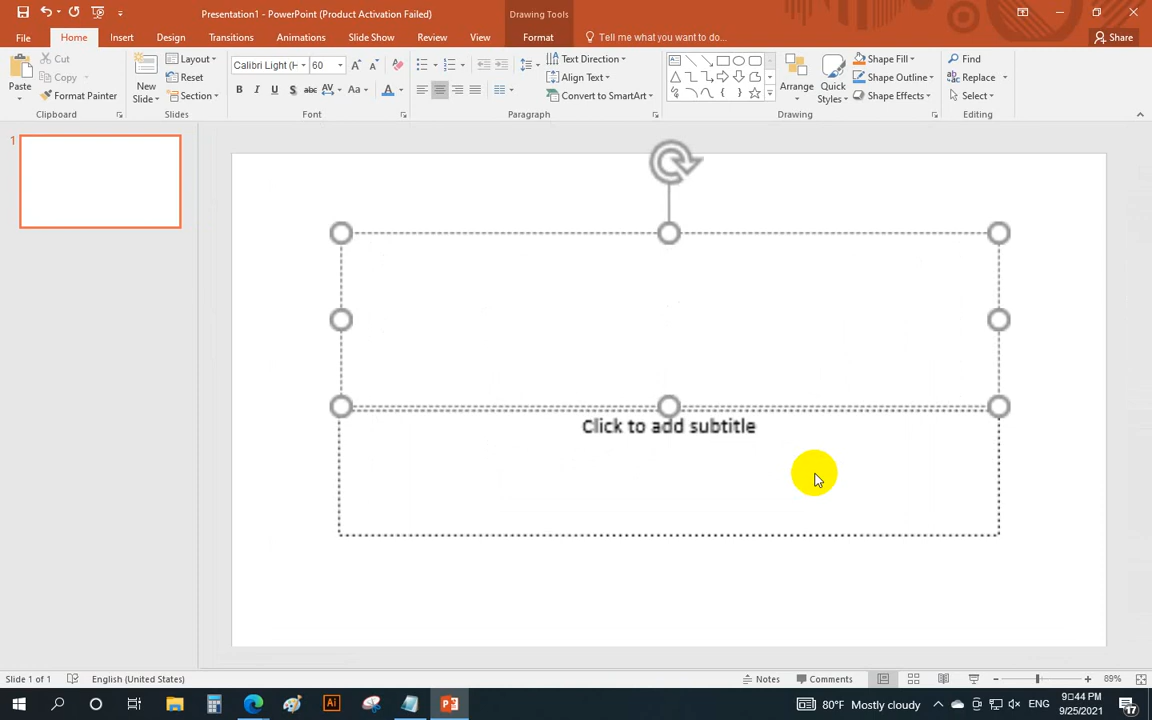 Presentation1 - PowerPoint (Product Activation Failed)
Drawing Tools
File
Home
Insert
Design
Transitions
Animations
Slide Show
Review
View
Format
Tell me what you want to do...
Share
Paste
Cut
Copy
Format Painter
Clipboard
New
Slide
Layout
Reset
Section
Slides
Calibri Light (H
60
B I U S abc AV Aa A
Font
Text Direction
Align Text
Convert to SmartArt
Paragraph
Arrange
Quick
Styles
Shape Fill
Shape Outline
Shape Effects
Drawing
Find
Replace
Select
Editing
1
Click to add subtitle
Slide 1 of 1
English (United States)
Notes
Comments
89%
80°F Mostly cloudy
ENG
9:44 PM
9/25/2021
17